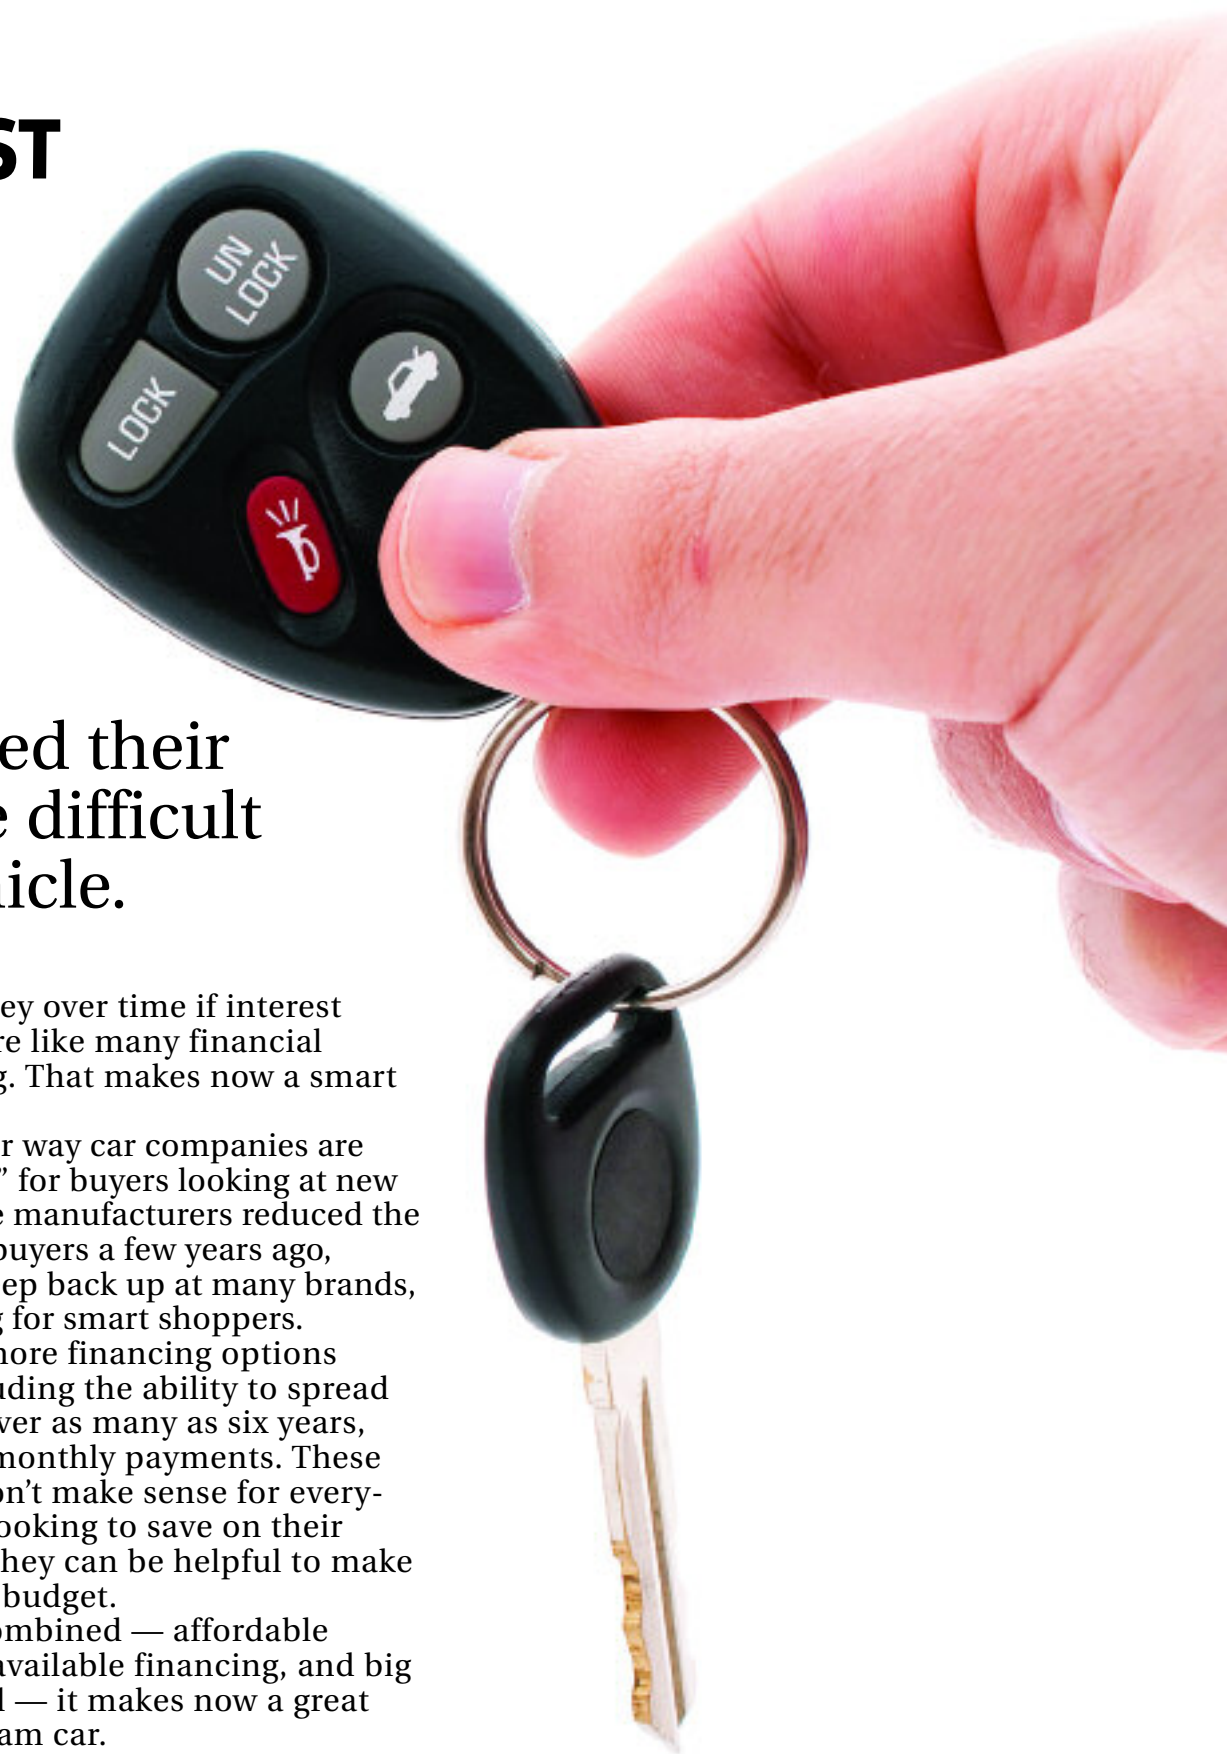 ST
UN
LOCK
LOCK
ed their
e difficult
icle.
ey over time if interest
re like many financial
g. That makes now a smart
r way car companies are
” for buyers looking at new
e manufacturers reduced the
buyers a few years ago,
eep back up at many brands,
g for smart shoppers.
more financing options
uding the ability to spread
ver as many as six years,
monthly payments. These
on’t make sense for every-
ooking to save on their
they can be helpful to make
budget.
ombined — affordable
available financing, and big
l — it makes now a great
am car.